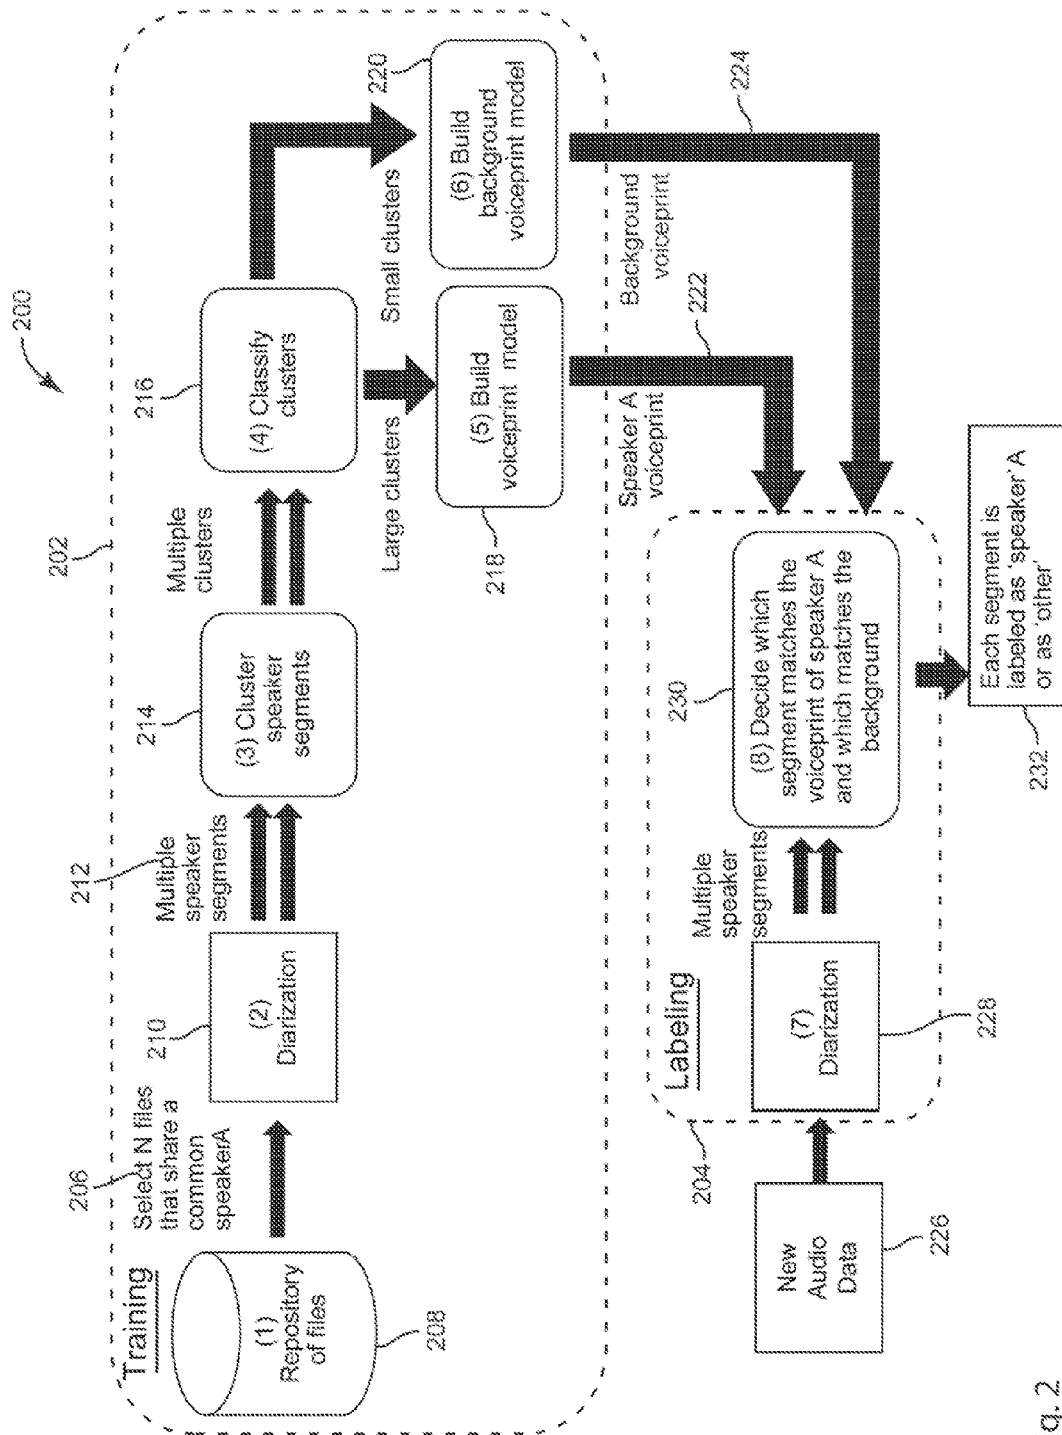 200
202
Training
(1)
Repository
of files
208
206
Select N files
that share a
common
speakerA
210
(2)
Diarization
212
Multiple
speaker
segments
214
(3) Cluster
speaker
segments
Multiple
clusters
216
(4) Classify
clusters
Large clusters
Small clusters
218
(5) Build
voiceprint model
220
(6) Build
background
voiceprint model
Speaker A
voiceprint
222
Background
voiceprint
224
204
Labeling
New
Audio
Data
226
(7)
Diarization
228
Multiple
speaker
segments
230
(8) Decide which
segment matches the
voiceprint of speaker A
and which matches the
background
Each segment is
labeled as 'speaker' A
or as 'other'
232
g. 2